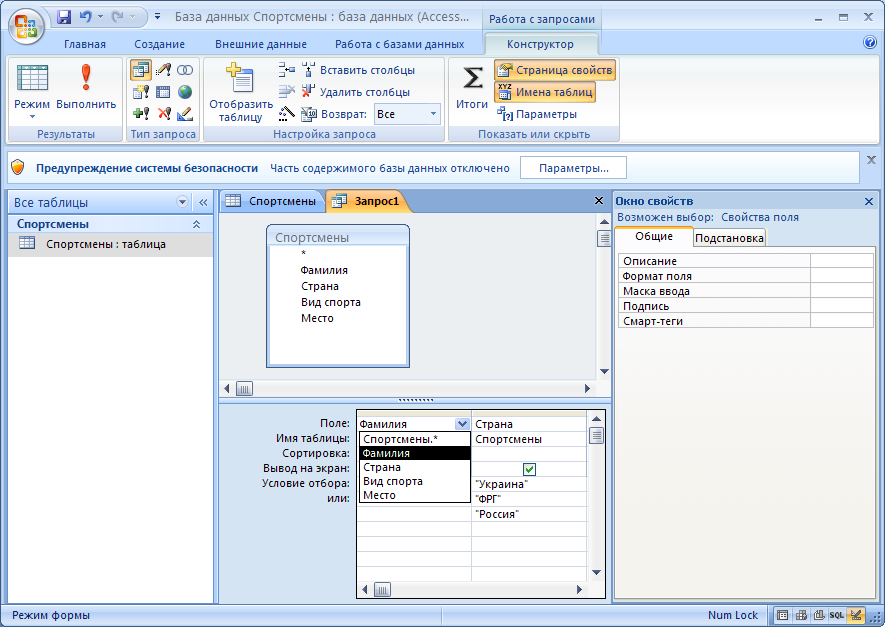 База данных Спортсмены : база данных (Access...
Работа с запросами
Главная
Создание
Внешние данные
Работа с базами данных
Конструктор
Режим
Выполнить
Результаты
Тип запроса
Отобразить таблицу
Вставить столбцы
Удалить столбцы
Возврат:
Все
Настройка запроса
Итоги
Страница свойств
XYZ
Имена таблиц
Параметры
Показать или скрыть
Предупреждение системы безопасности
Часть содержимого базы данных отключено
Параметры...
Все таблицы
Спортсмены
Спортсмены : таблица
Спортсмены
Запрос1
Спортсмены
*
Фамилия
Страна
Вид спорта
Место
Поле:
Фамилия
Страна
Имя таблицы:
Спортсмены.*
Спортсмены
Сортировка:
Фамилия
Вывод на экран:
Страна
Условие отбора:
Вид спорта
"Украина"
или:
Место
"ФРГ"
"Россия"
Окно свойств
Возможен выбор: Свойства поля
Общие
Подстановка
Описание
Формат поля
Маска ввода
Подпись
Смарт-теги
Режим формы
Num Lock
SQL